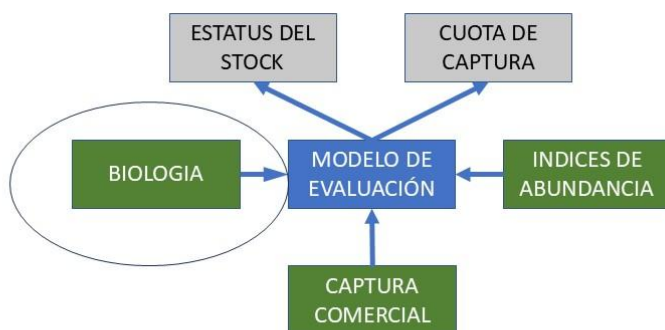 ESTATUS DEL
STOCK
CUOTA DE
CAPTURA
BIOLOGIA
MODELO DE
EVALUACIÓN
INDICES DE
ABUNDANCIA
CAPTURA
COMERCIAL